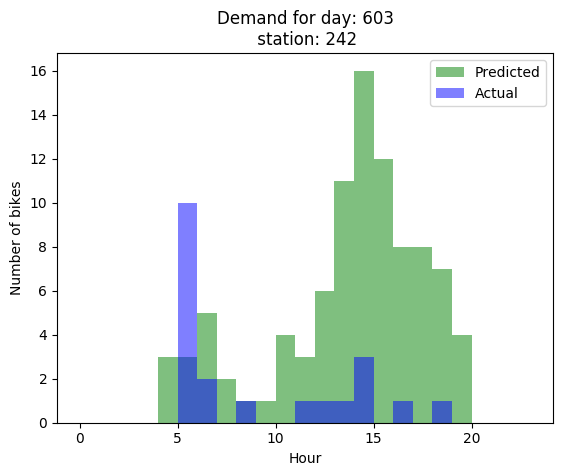 Demand for day: 603
station: 242
Predicted
Actual
Number of bikes
16
14
12
10
8
6
4
2
0
0 5 10 15 20
Hour